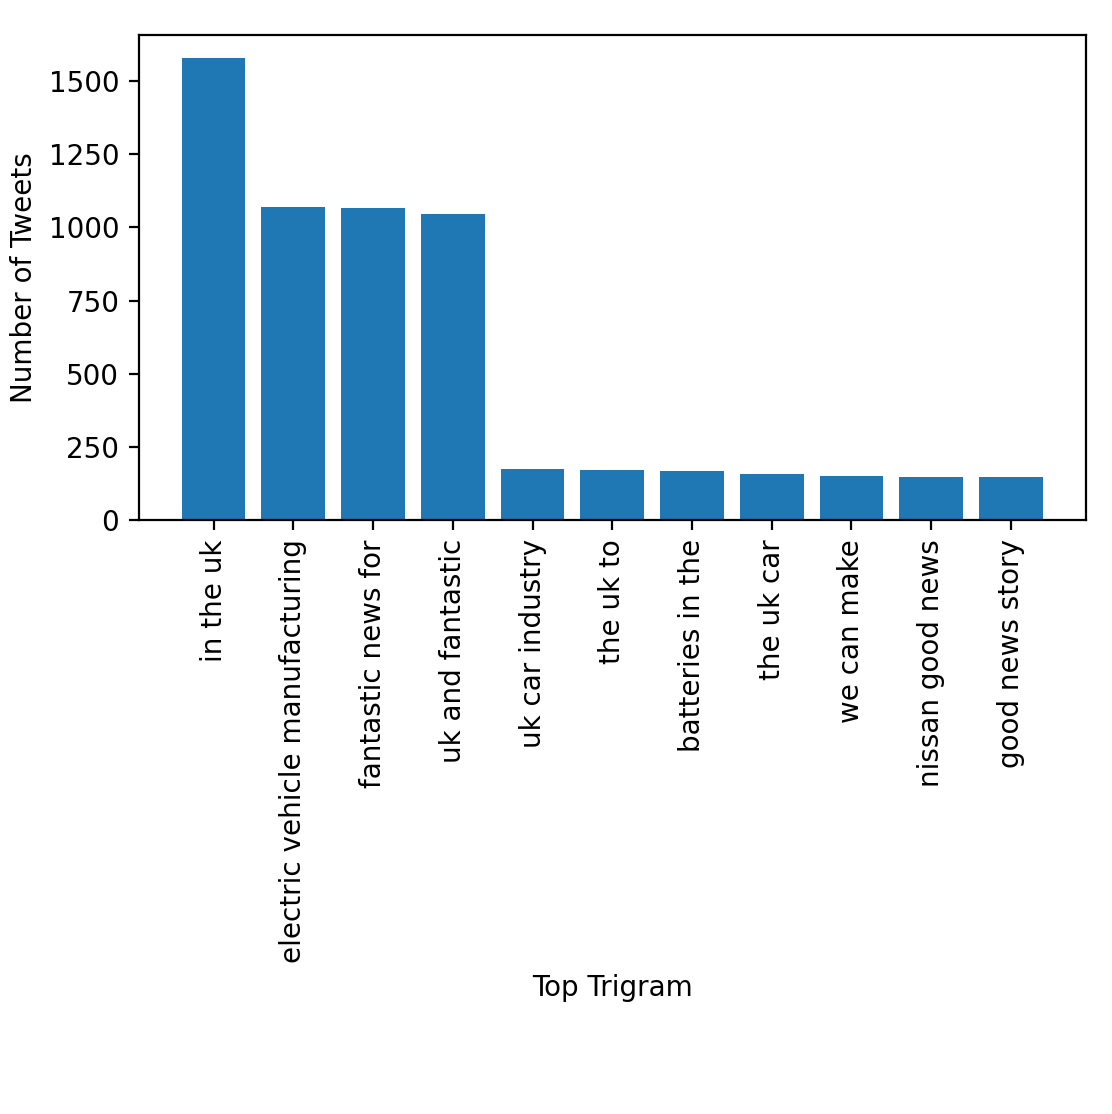 Number of Tweets
1500
1250
1000
750
500
250
0
in the uk
electric vehicle manufacturing
fantastic news for
uk and fantastic
uk car industry
the uk to
batteries in the
the uk car
we can make
nissan good news
good news story
Top Trigram